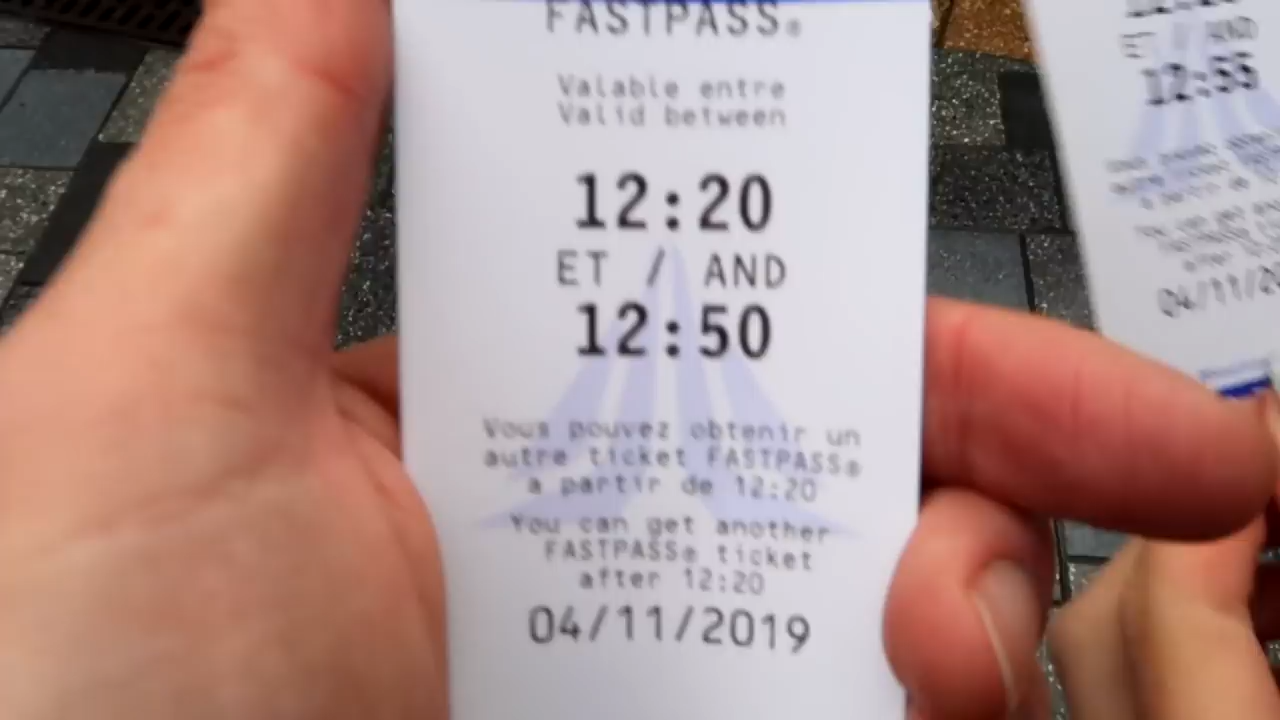 FASTPASS®
Valable entre
Valid between
12:20
ET / AND
12:50
Vous pouvez obtenir un
autre ticket FASTPASS®
a partir de 12:20
You can get another
FASTPASS® ticket
after 12:20
04/11/2019
ET / AND
12:55
04/11/